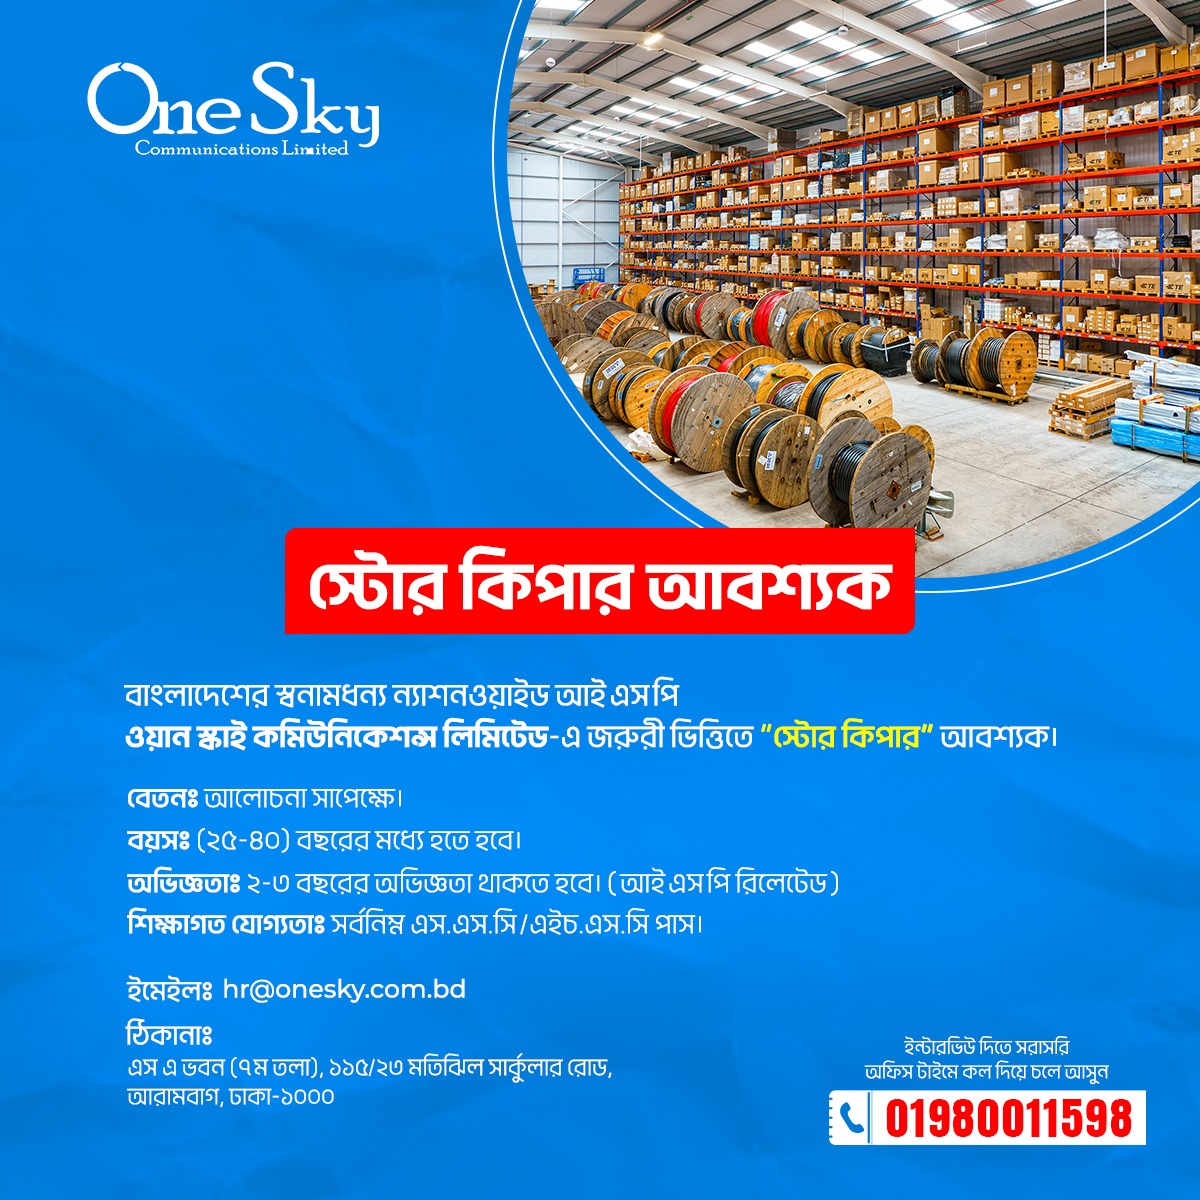 One Sky
Communications Limited
স্টোর কিপার আবশ্যক
বাংলাদেশের স্বনামধন্য ন্যাশনওয়াইড আই এস পি
ওয়ান স্কাই কমিউনিকেশন্স লিমিটেড-এ জরুরী ভিত্তিতে “স্টোর কিপার” আবশ্যক।
বেতনঃ আলোচনা সাপেক্ষে।
বয়সঃ (২৫-৪০) বছরের মধ্যে হতে হবে।
অভিজ্ঞতাঃ ২-৩ বছরের অভিজ্ঞতা থাকতে হবে। ( আই এস পি রিলেটেড )
শিক্ষাগত যোগ্যতাঃ সর্বনিম্ন এস.এস.সি/এইচ.এস.সি পাস।
ইমেইলঃ hr@onesky.com.bd
ঠিকানাঃ
এস এ ভবন (৭ম তলা), ১১৫/২৩ মতিঝিল সার্কুলার রোড,
আরামবাগ, ঢাকা-১০০০
ইন্টারভিউ দিতে সরাসরি
অফিস টাইমে কল দিয়ে চলে আসুন
01980011598